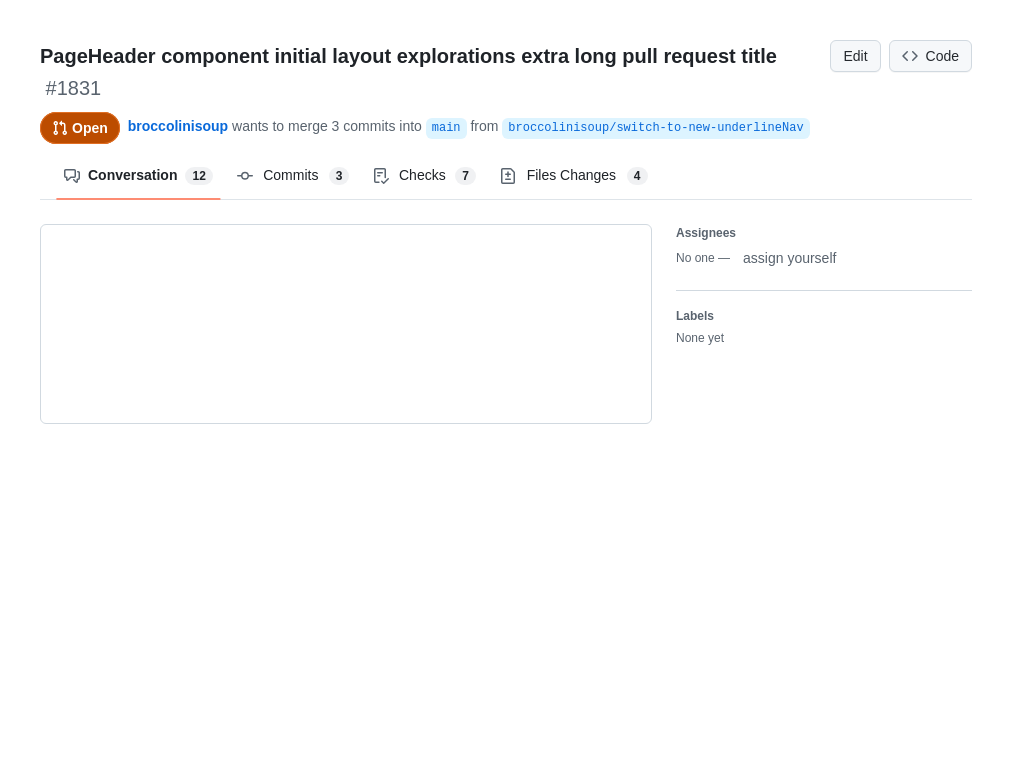 PageHeader component initial layout explorations extra long pull request title
#1831
Edit
Code
Open broccolinisoup wants to merge 3 commits into main from broccolinisoup/switch-to-new-underlineNav
Conversation 12 Commits 3 Checks 7 Files Changes 4
Assignees
No one — assign yourself
Labels
None yet